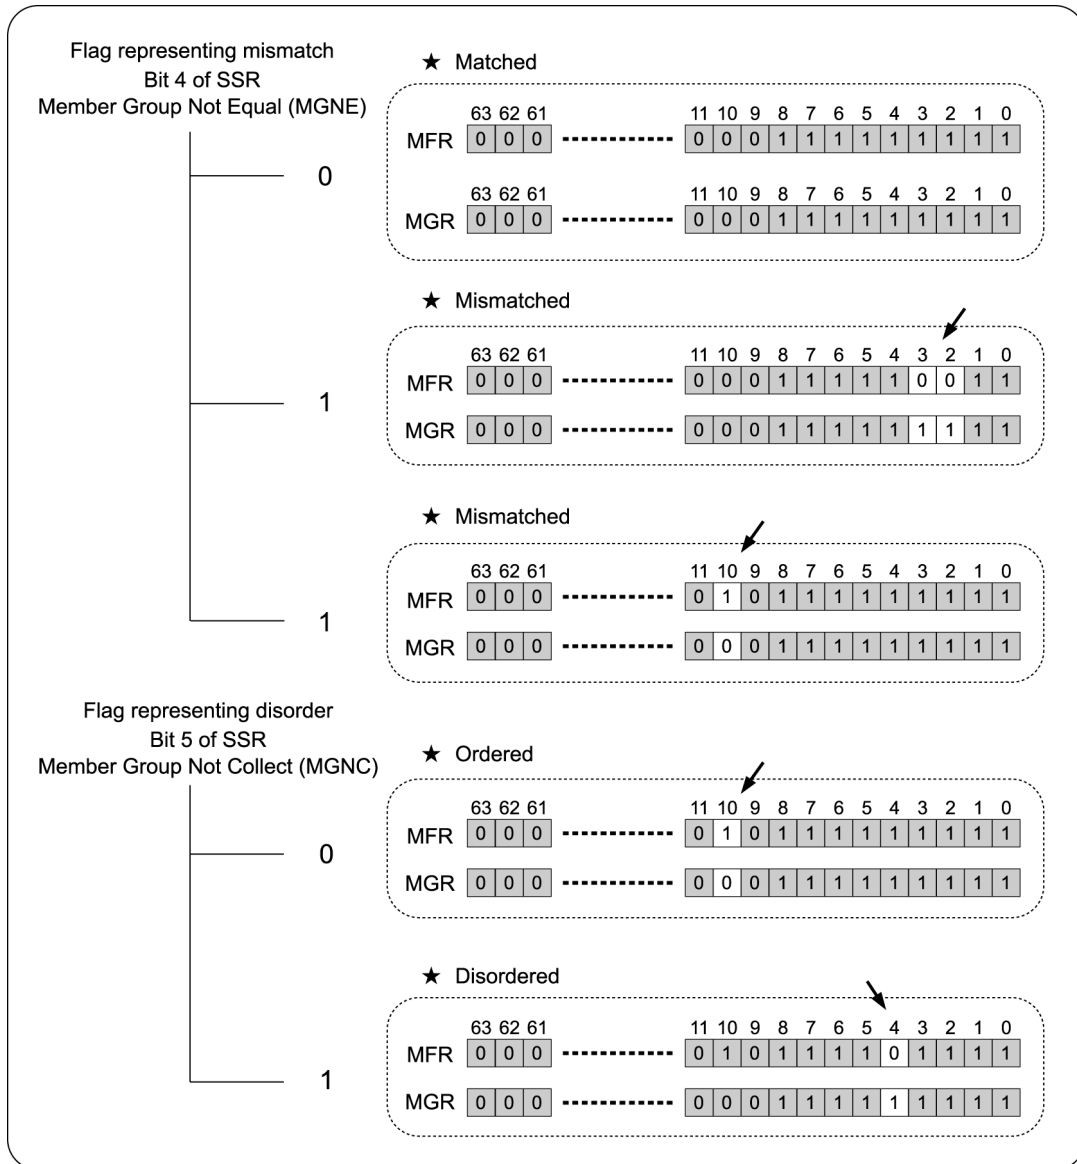 Flag representing mismatch
Bit 4 of SSR
Member Group Not Equal (MGNE)
0
★ Matched
63 62 61 11 10 9 8 7 6 5 4 3 2 1 0
MFR 0 0 0 0 0 0 1 1 1 1 1 1 1 1 1
63 62 61 11 10 9 8 7 6 5 4 3 2 1 0
MGR 0 0 0 0 0 0 1 1 1 1 1 1 1 1 1
1
★ Mismatched
63 62 61 11 10 9 8 7 6 5 4 3 2 1 0
MFR 0 0 0 0 0 0 1 1 1 1 1 0 0 1 1
MGR 0 0 0 0 0 0 1 1 1 1 1 1 1 1 1
1
★ Mismatched
63 62 61 11 10 9 8 7 6 5 4 3 2 1 0
MFR 0 0 0 0 1 0 1 1 1 1 1 1 1 1 1
MGR 0 0 0 0 0 0 1 1 1 1 1 1 1 1 1
Flag representing disorder
Bit 5 of SSR
Member Group Not Collect (MGNC)
0
★ Ordered
63 62 61 11 10 9 8 7 6 5 4 3 2 1 0
MFR 0 0 0 0 1 0 1 1 1 1 1 1 1 1 1
MGR 0 0 0 0 0 0 1 1 1 1 1 1 1 1 1
1
★ Disordered
63 62 61 11 10 9 8 7 6 5 4 3 2 1 0
MFR 0 0 0 0 1 0 1 1 1 1 0 1 1 1 1
MGR 0 0 0 0 0 0 1 1 1 1 1 1 1 1 1